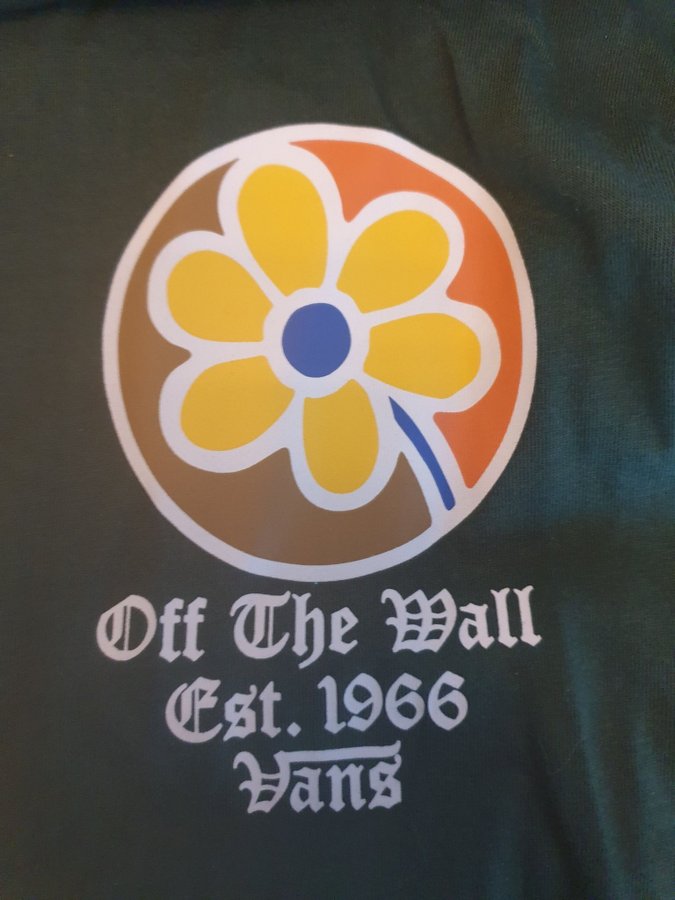 Off The Wall
Est. 1966
Vans